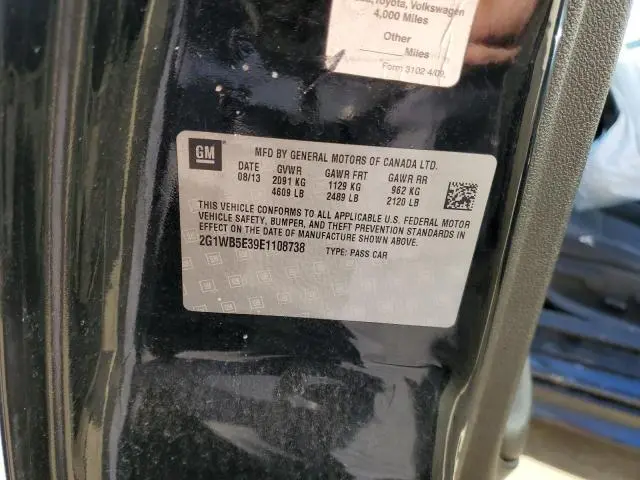 Toyota, Volkswagen
4,000 Miles
Other
Miles
Form 3102 4/09
GM
MFD BY GENERAL MOTORS OF CANADA LTD.
DATE GVWR GAWR FRT GAWR RR
08/13 2091 KG 1129 KG 962 KG
4609 LB 2489 LB 2120 LB
THIS VEHICLE CONFORMS TO ALL APPLICABLE U.S. FEDERAL MOTOR
VEHICLE SAFETY, BUMPER, AND THEFT PREVENTION STANDARDS IN
EFFECT ON THE DATE OF MANUFACTURE SHOWN ABOVE.
2G1WB5E39E1108738 TYPE: PASS CAR